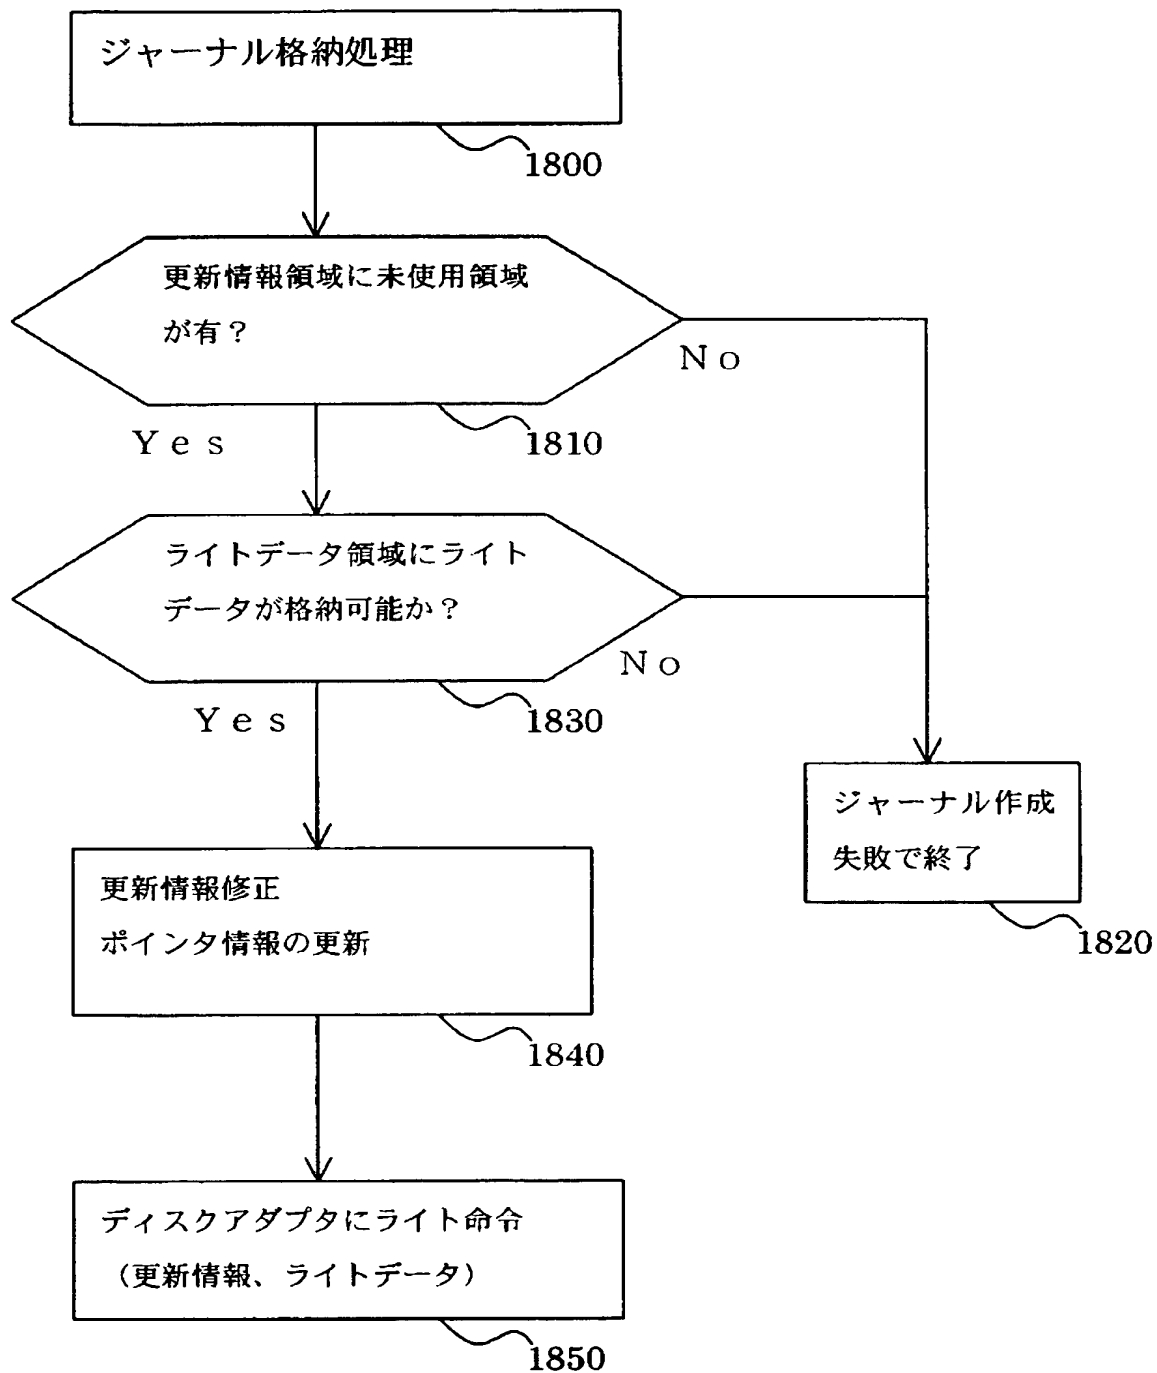 ジャーナル格納処理
1800
更新情報領域に未使用領域
が有？
No
Yes
1810
ライトデータ領域にライト
データが格納可能か？
No
Yes
1830
ジャーナル作成
失敗で終了
1820
更新情報修正
ポインタ情報の更新
1840
ディスクアダプタにライト命令
（更新情報、ライトデータ）
1850